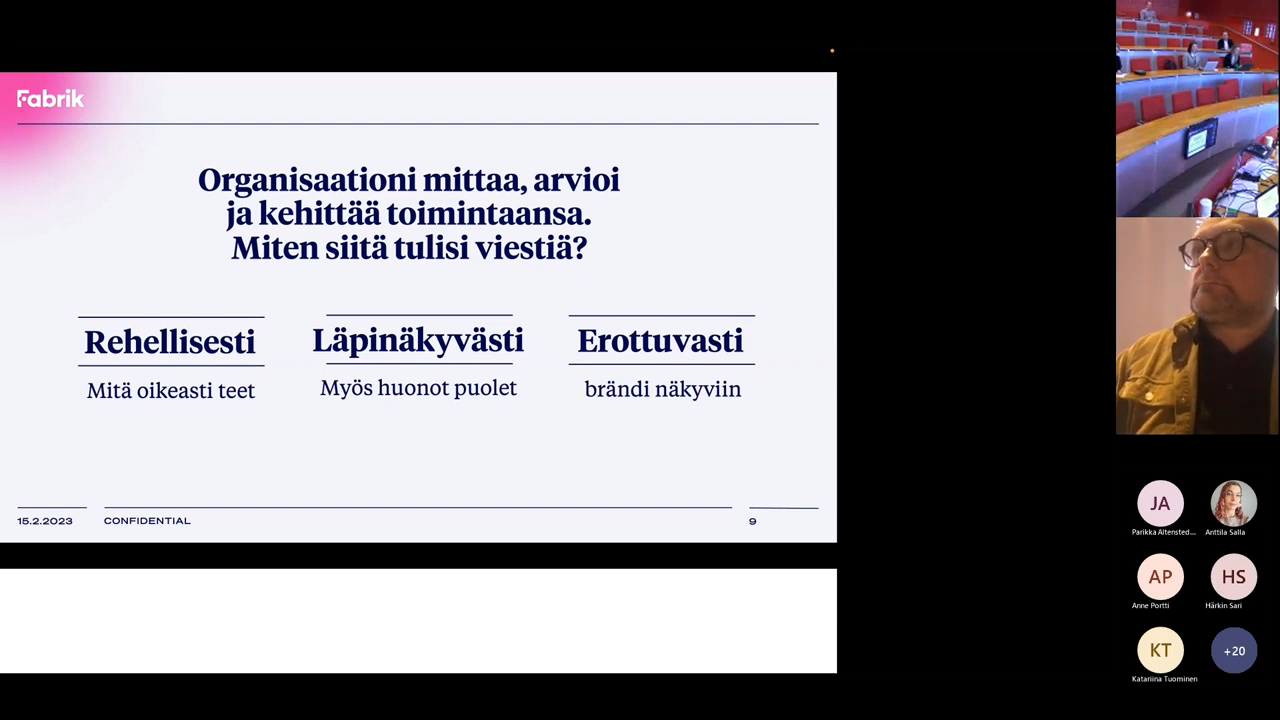 Fabrik
Organisaationi mittaa, arvioi
ja kehittää toimintaansa.
Miten siitä tulisi viestiä?
Rehellisesti
Mitä oikeasti teet
Läpinäkyvästi
Myös huonot puolet
Erottuvasti
brändi näkyviin
15.2.2023
CONFIDENTIAL
9
JA
Parikka Altensted...
Anttila Salla
AP
Anne Portti
HS
Härkin Sari
KT
Katariina Tuominen
+20